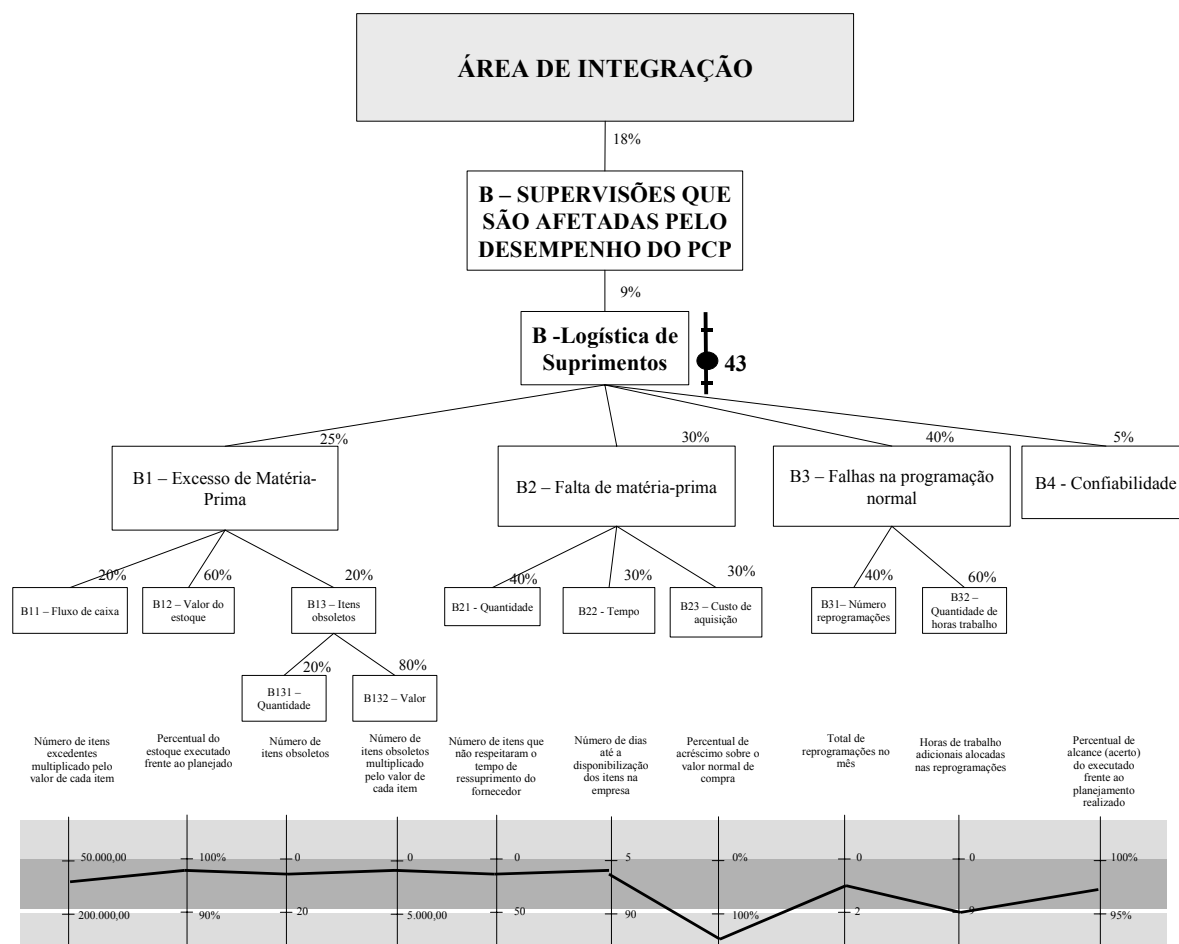 ÁREA DE INTEGRAÇÃO
18%
B – SUPERVISÕES QUE
SÃO AFETADAS PELO
DESEMPENHO DO PCP
9%
B -Logística de
Suprimentos
43
25%
30%
40%
5%
B1 – Excesso de Matéria-
Prima
B2 – Falta de matéria-prima
B3 – Falhas na programação
normal
B4 - Confiabilidade
20%
60%
20%
40%
30%
30%
40%
60%
B11 – Fluxo de caixa
B12 – Valor do
estoque
B13 – Itens
obsoletos
B21 - Quantidade
B22 - Tempo
B23 – Custo de
aquisição
B31– Número
reprogramações
B32 –
Quantidade de
horas trabalho
20%
80%
B131 –
Quantidade
B132 – Valor
Número de itens
excedentes
multiplicado pelo
valor de cada item
Percentual do
estoque executado
frente ao planejado
Número de
itens obsoletos
Número de
itens obsoletos
multiplicado
pelo valor de
cada item
Número de itens que
não respeitaram o
tempo de
ressuprimento do
fornecedor
Número de dias
até a
disponibilização
dos itens na
empresa
Percentual de
acréscimo sobre o
valor normal de
compra
Total de
reprogramações no
mês
Horas de trabalho
adicionais alocadas
nas reprogramações
Percentual de
alcance (acerto)
do executado
frente ao
planejamento
realizado
50.000,00
100%
0
0
0
5
0%
0
0
100%
200.000,00
90%
20
5.000,00
50
90
100%
2
9
95%